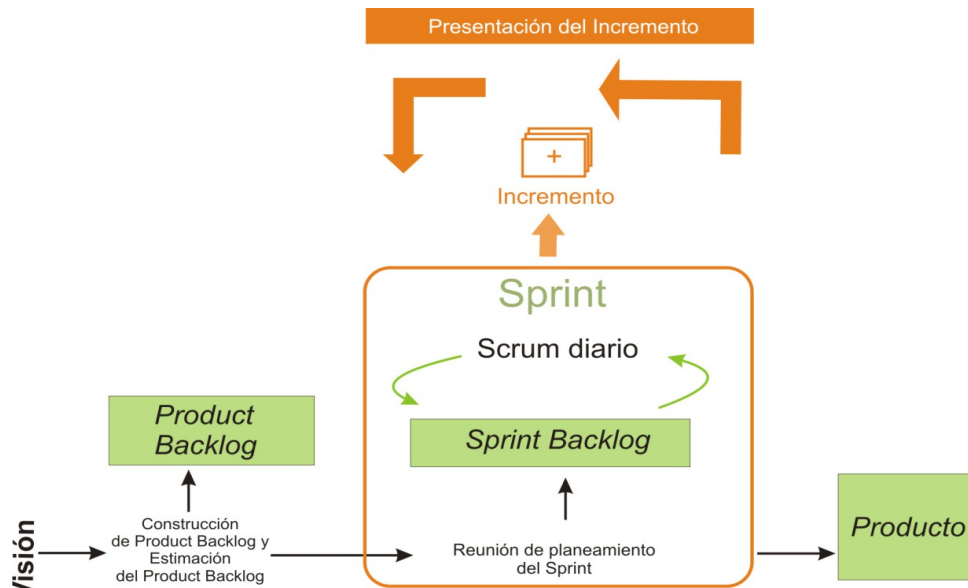 Presentación del Incremento
+
Incremento
Sprint
Scrum diario
Product
Backlog
Sprint Backlog
Construcción
de Product Backlog y
Estimación
del Product Backlog
Reunión de planeamiento
del Sprint
Producto
Visión